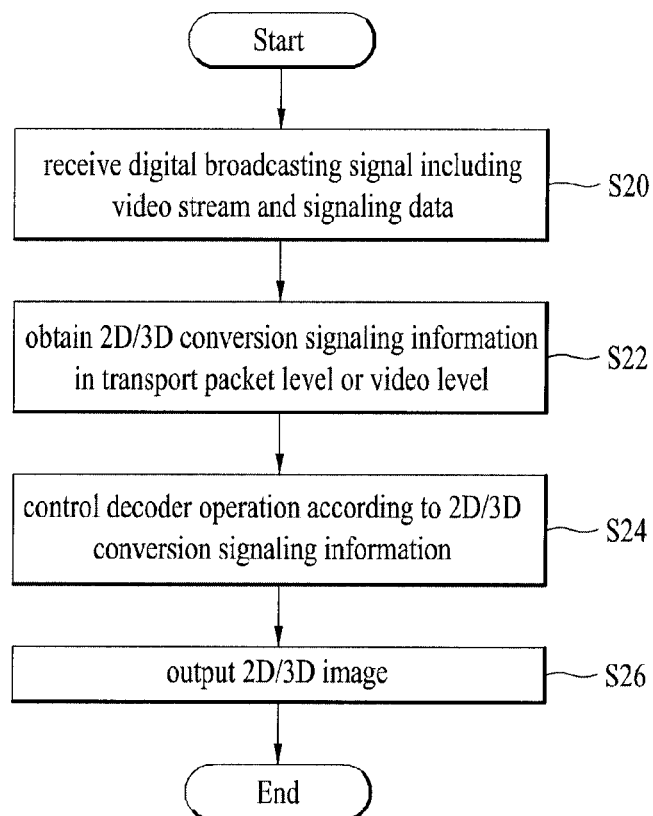 Start
receive digital broadcasting signal including
video stream and signaling data
S20
obtain 2D/3D conversion signaling information
in transport packet level or video level
S22
control decoder operation according to 2D/3D
conversion signaling information
S24
output 2D/3D image
S26
End